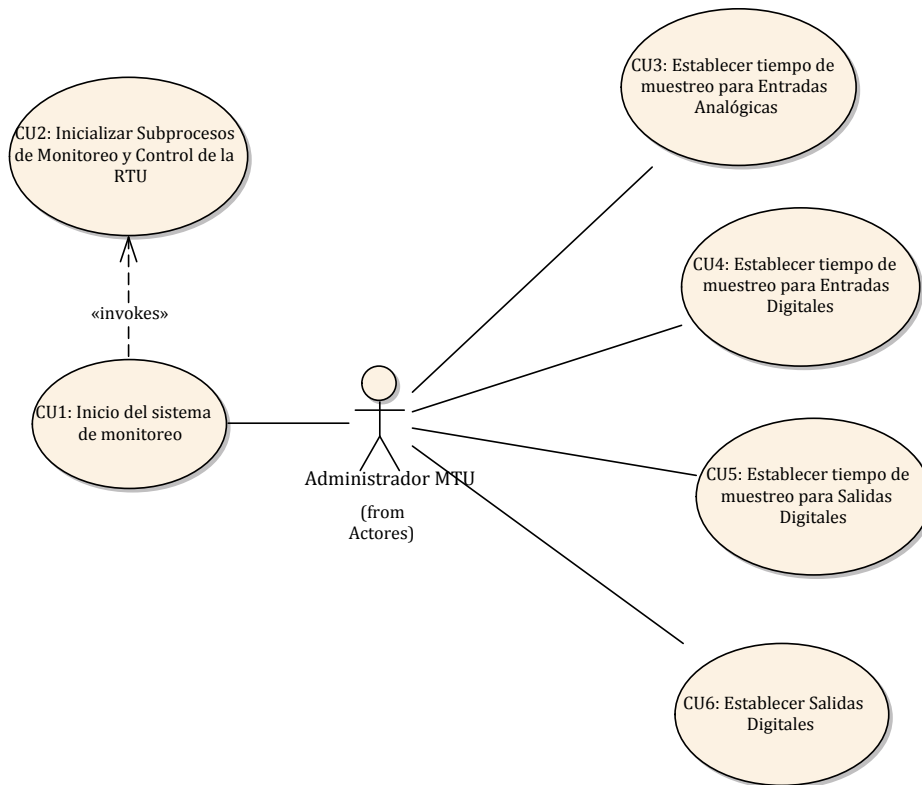 CU3: Establecer tiempo de
muestreo para Entradas
Analógicas
CU2: Inicializar Subprocesos
de Monitoreo y Control de la
RTU
CU4: Establecer tiempo de
muestreo para Entradas
Digitales
«invokes»
CU1: Inicio del sistema
de monitoreo
Administrador MTU
(from
Actores)
CU5: Establecer tiempo de
muestreo para Salidas
Digitales
CU6: Establecer Salidas
Digitales